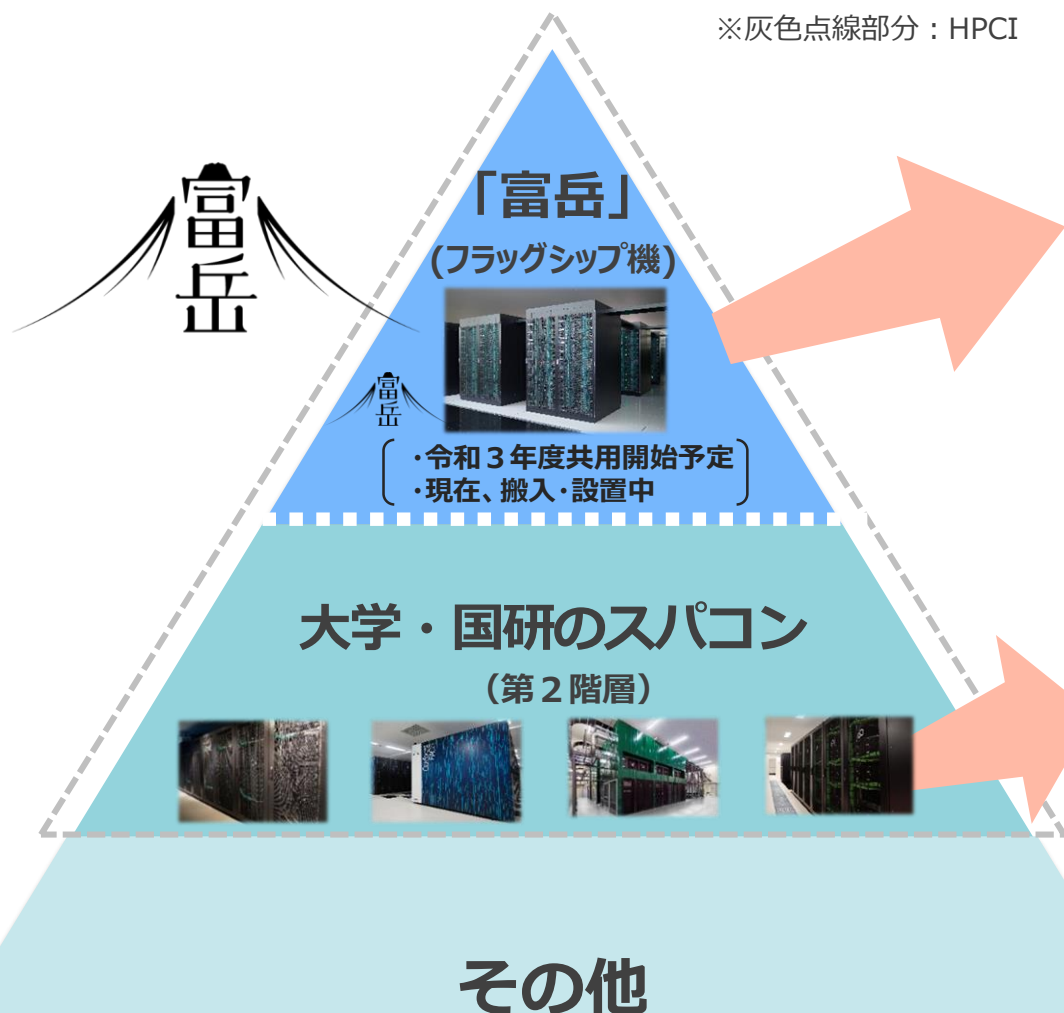 ※灰色点線部分：HPCI
富岳
「富岳」
(フラッグシップ機)
富岳
・令和３年度共用開始予定
・現在、搬入・設置中
大学・国研のスパコン
（第２階層）
その他